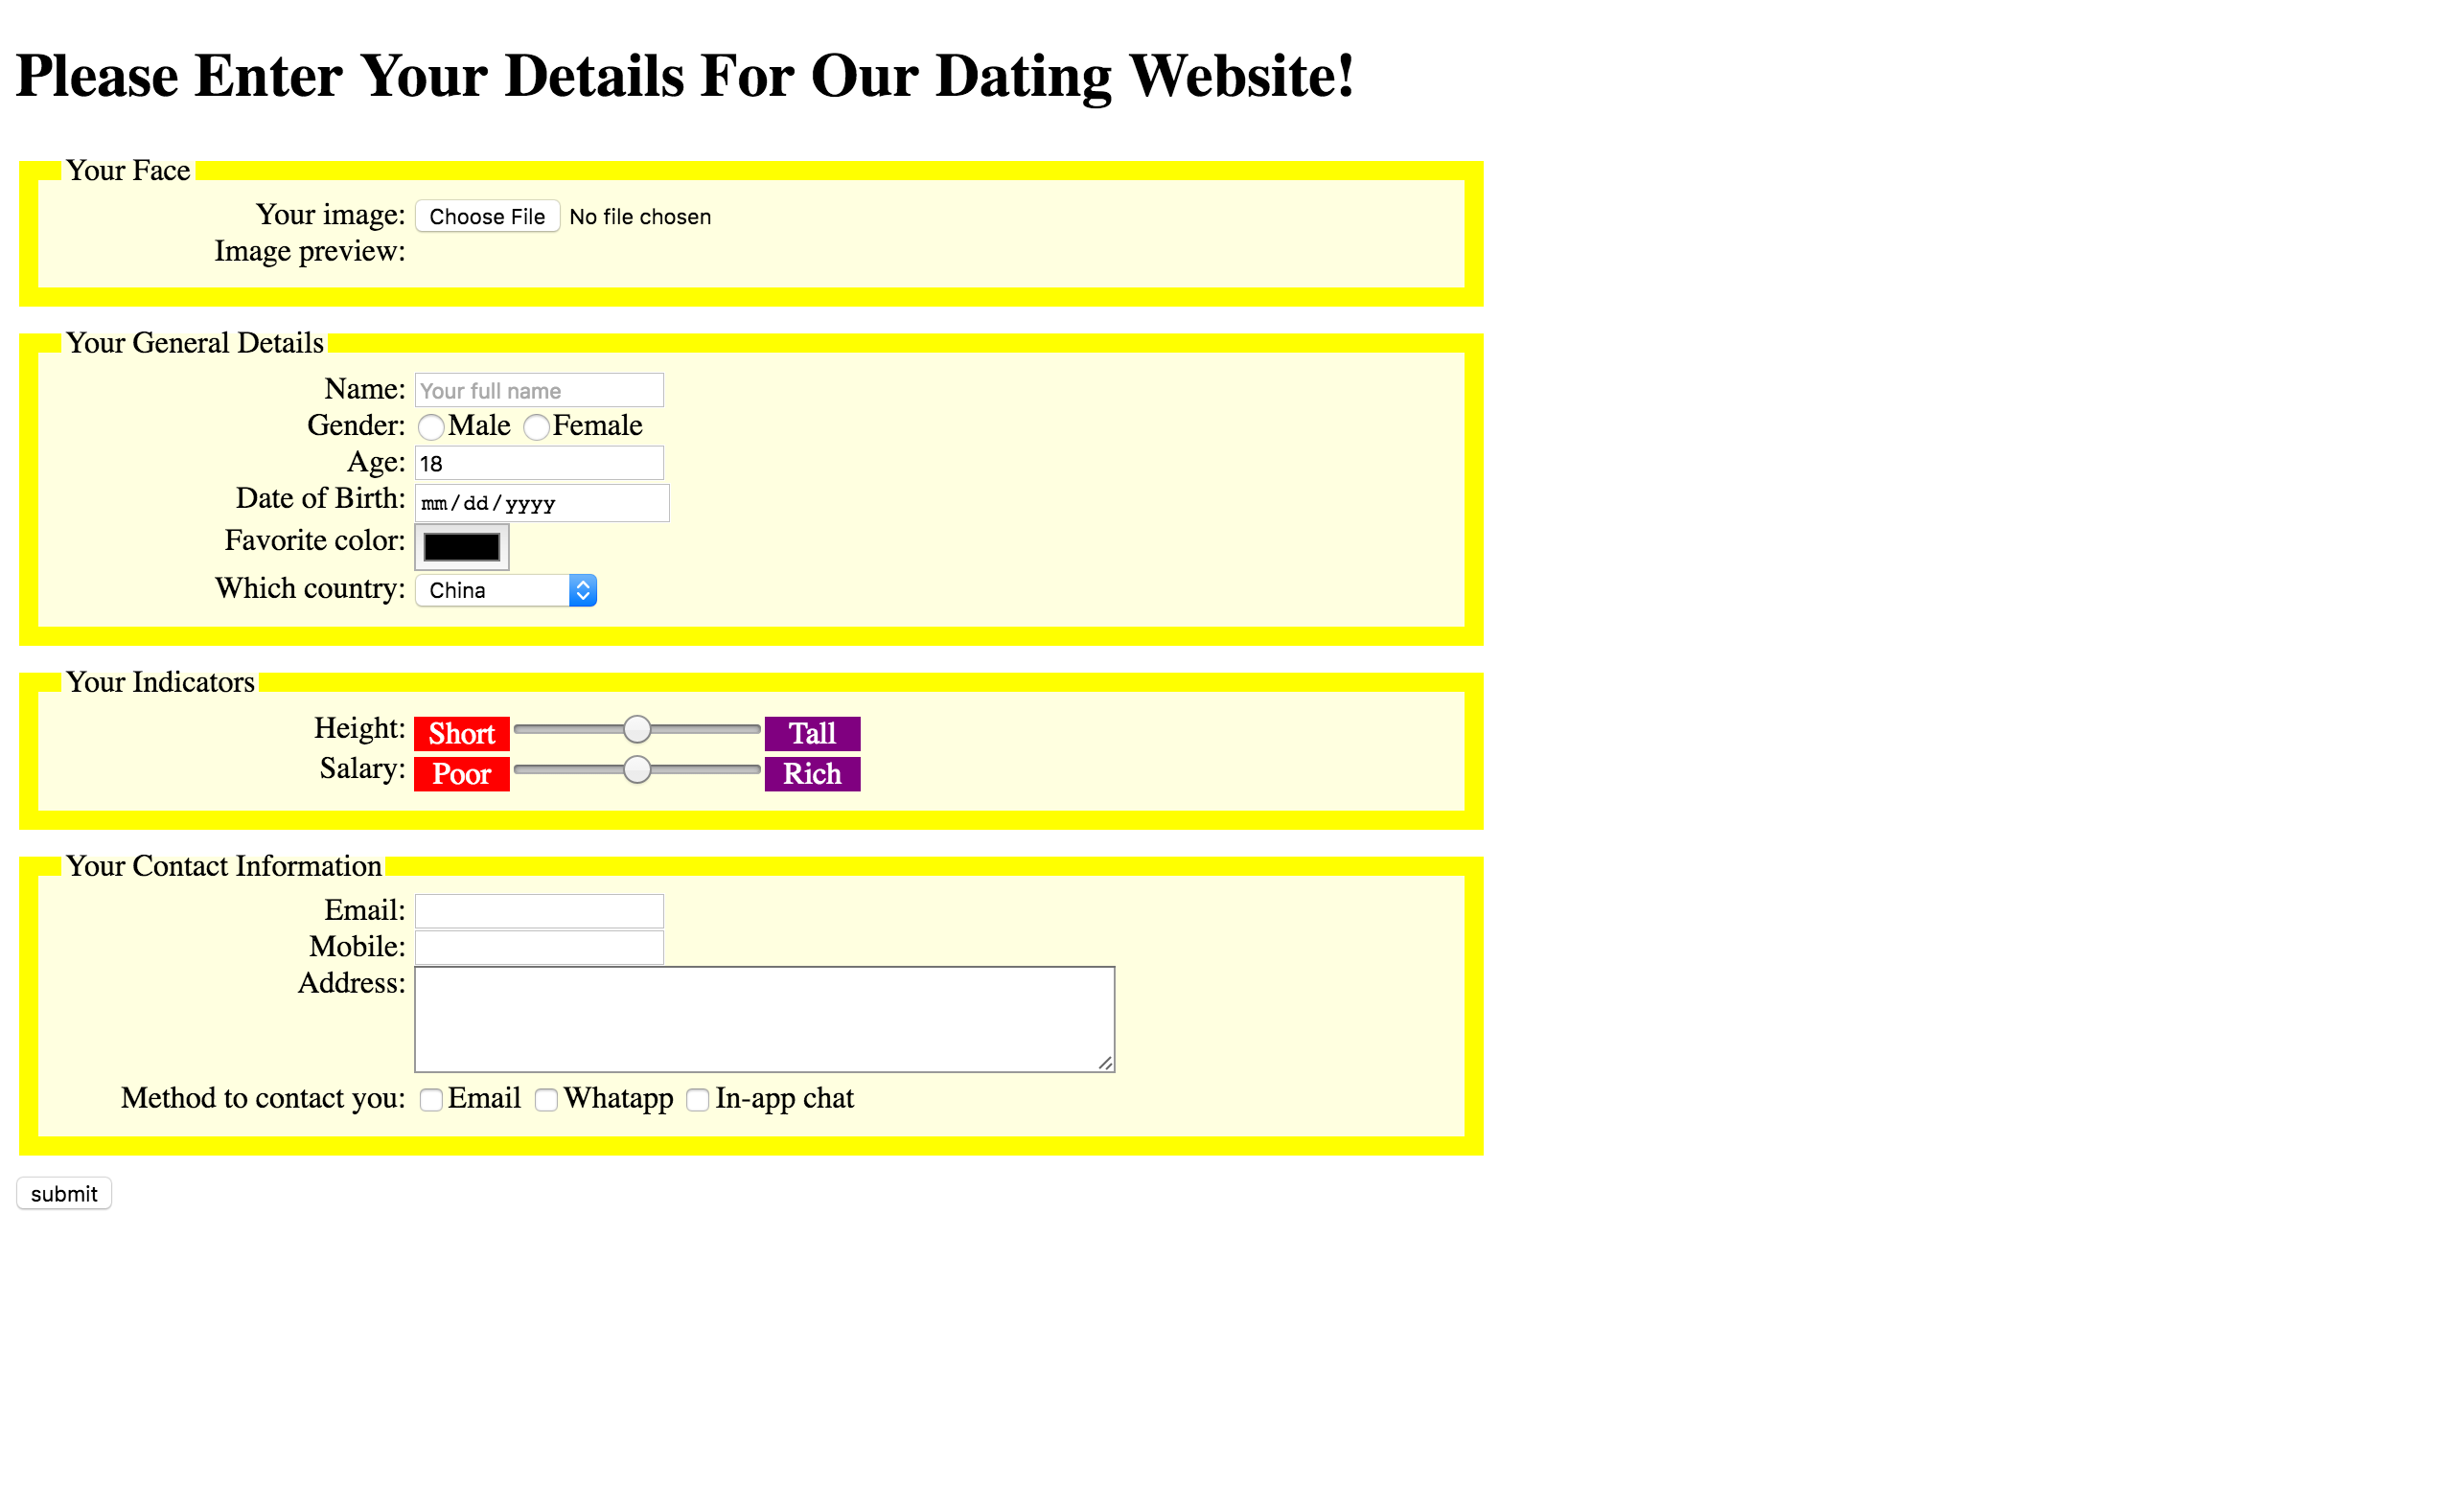 Please Enter Your Details For Our Dating Website!
Your Face
Your image: Choose File No file chosen
Image preview:
Your General Details
Name: Your full name
Gender: Male Female
Age: 18
Date of Birth: mm/dd/yyyy
Favorite color:
Which country: China
Your Indicators
Height: Short Tall
Salary: Poor Rich
Your Contact Information
Email:
Mobile:
Address:
Method to contact you: Email Whatapp In-app chat
submit